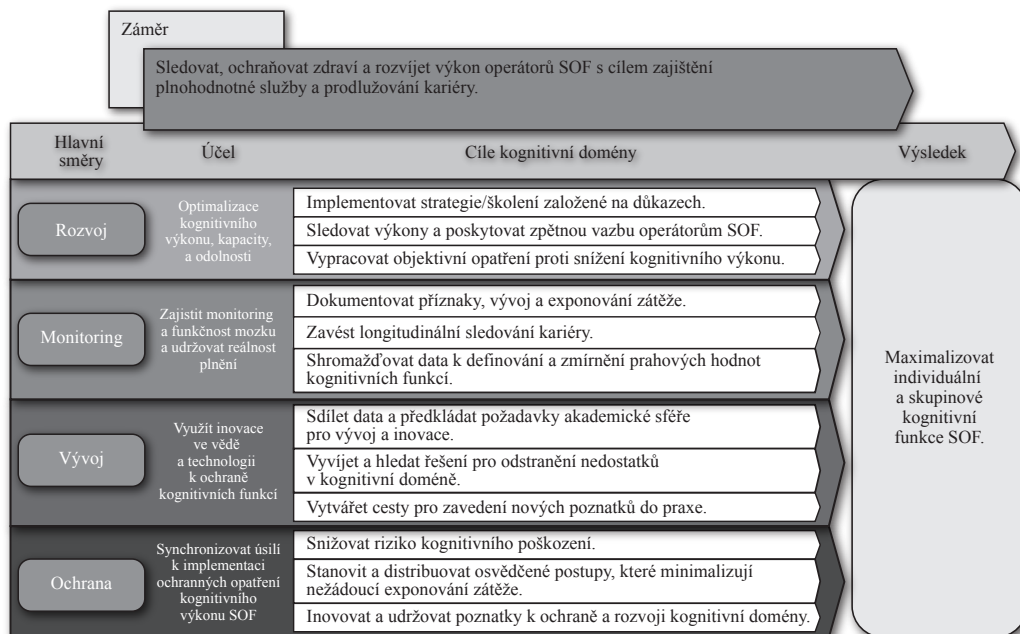 Záměr
Sledovat, ochraňovat zdraví a rozvíjet výkon operátorů SOF s cílem zajištění
plnohodnotné služby a prodlužování kariéry.
Hlavní
směry
Účel
Cíle kognitivní domény
Výsledek
Rozvoj
Optimalizace
kognitivního
výkonu, kapacity,
a odolnosti
Implementovat strategie/školení založené na důkazech.
Sledovat výkony a poskytovat zpětnou vazbu operátorům SOF.
Vypracovat objektivní opatření proti snížení kognitivního výkonu.
Monitoring
Zajistit monitoring
a funkčnost mozku
a udržovat reálnost
plnění
Dokumentovat příznaky, vývoj a exponování zátěže.
Zavést longitudinální sledování kariéry.
Shromažďovat data k definování a zmírnění prahových hodnot
kognitivních funkcí.
Vývoj
Využít inovace
ve vědě
a technologii
k ochraně
kognitivních funkcí
Sdílet data a předkládat požadavky akademické sféře
pro vývoj a inovace.
Vyvíjet a hledat řešení pro odstranění nedostatků
v kognitivní doméně.
Vytvářet cesty pro zavedení nových poznatků do praxe.
Ochrana
Synchronizovat úsilí
k implementaci
ochranných opatření
kognitivního
výkonu SOF
Snižovat riziko kognitivního poškození.
Stanovit a distribuovat osvědčené postupy, které minimalizují
nežádoucí exponování zátěže.
Inovovat a udržovat poznatky k ochraně a rozvoji kognitivní domény.
Maximalizovat
individuální
a skupinové
kognitivní
funkce SOF.